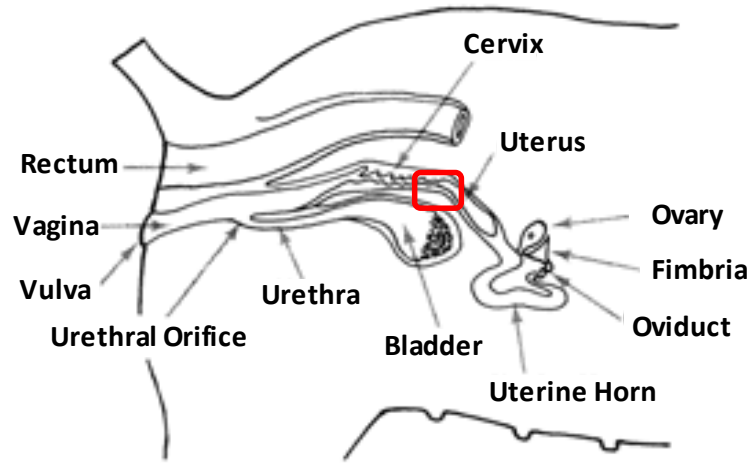 Cervix
Uterus
Rectum
Ovary
Vagina
Fimbria
Vulva
Urethra
Oviduct
Urethral Orifice
Bladder
Uterine Horn